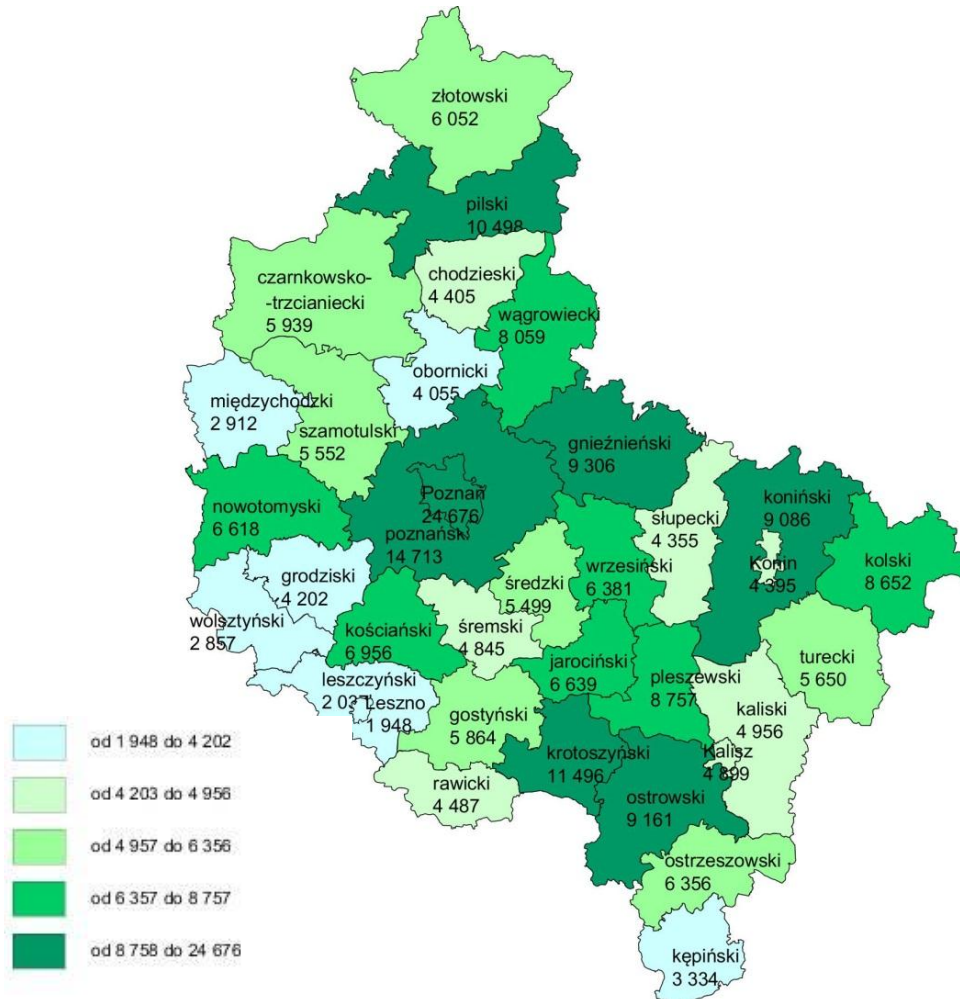 złotowski
6 052
pilski
10 498
chodzieski
4 405
czarnkowsko-
-trzcianiecki
5 939
wągrowiecki
8 059
obornicki
4 055
międzychodzki
2 912
szamotulski
5 552
gnieźnieński
9 306
Poznań
24 676
poznański
14 713
nowotomyski
6 618
słupecki
4 355
koniński
9 086
Konin
4 395
kolski
8 652
wrzesiński
6 381
średzki
5 499
grodziski
4 202
wolsztyński
2 857
kościański
6 956
śremski
4 845
jarociński
6 639
pleszewski
8 757
turecki
5 650
leszczyński
Leszno
1 948
gostyński
5 864
kaliski
4 956
Kalisz
4 899
krotoszyński
11 496
rawicki
4 487
ostrowski
9 161
ostrzeszowski
6 356
kępiński
3 334
od 1 948 do 4 202
od 4 203 do 4 956
od 4 957 do 6 356
od 6 357 do 8 757
od 8 758 do 24 676